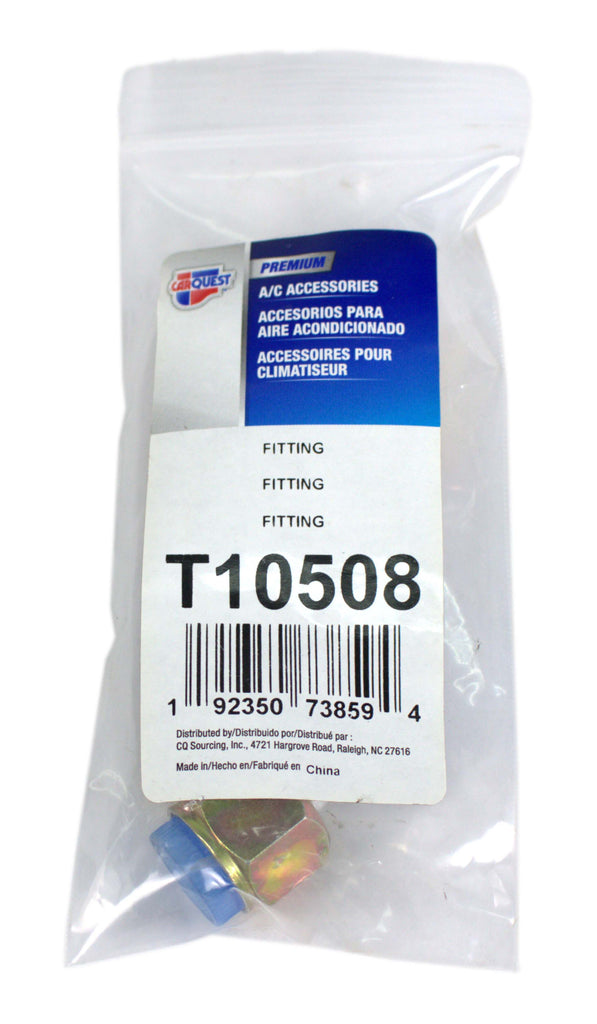 CARQUEST
PREMIUM
A/C ACCESSORIES
ACCESORIOS PARA
AIRE ACONDICIONADO
ACCESSOIRES POUR
CLIMATISEUR
FITTING
FITTING
FITTING
T10508
1 92350 73859 4
Distributed by/Distribuido por/Distribué par :
CQ Sourcing, Inc., 4721 Hargrove Road, Raleigh, NC 27616
Made in/Hecho en/Fabriqué en China